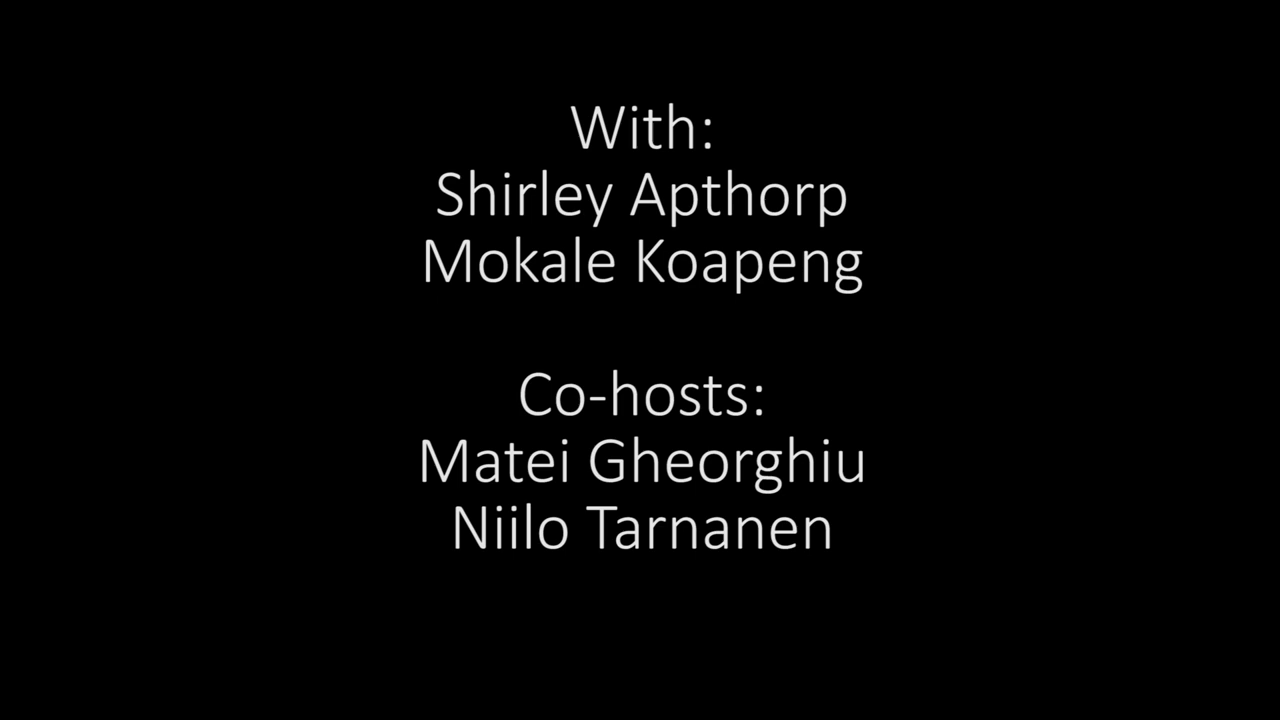 With:
Shirley Apthorp
Mokale Koapeng
Co-hosts:
Matei Gheorghiu
Niilo Tarnanen